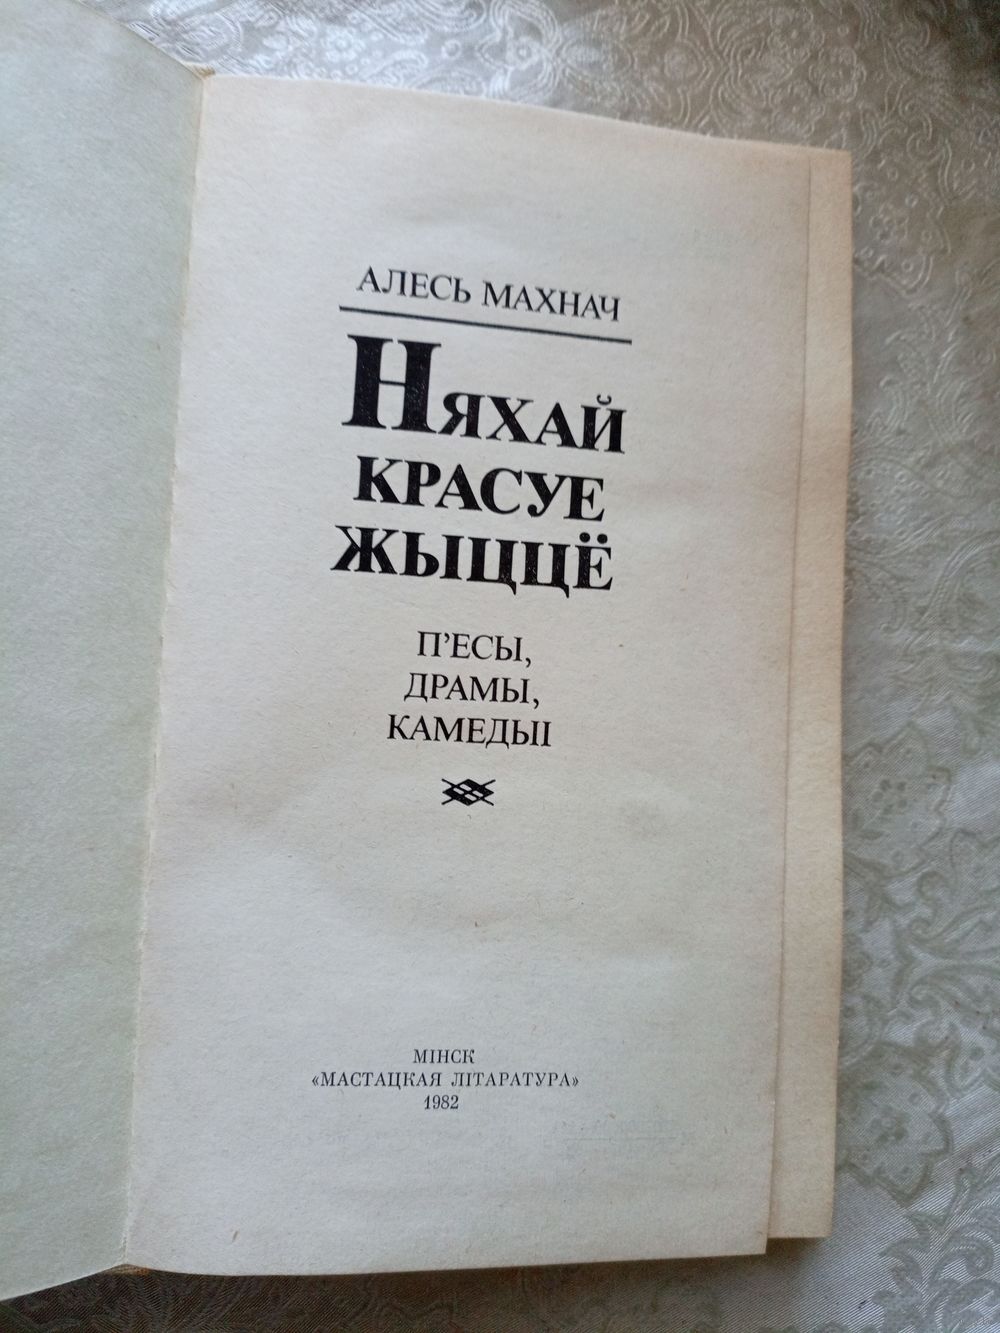 АЛЕСЬ МАХНАЧ
НЯХАЙ
КРАСУЕ
ЖЫЦЦЁ
П’ЕСЫ,
ДРАМЫ,
КАМЕДЫІ
МІНСК
«МАСТАЦКАЯ ЛІТАРАТУРА»
1982